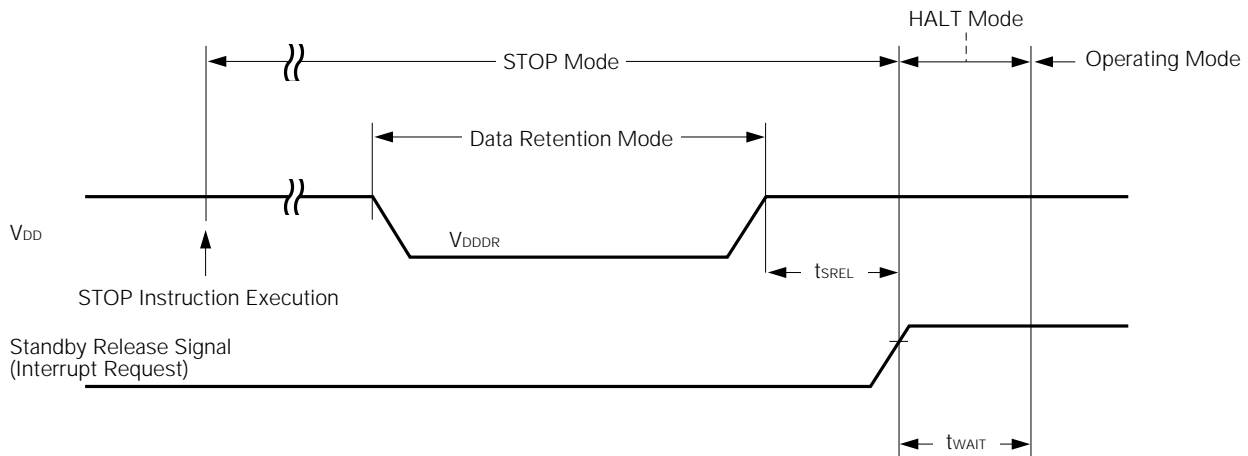 HALT Mode
STOP Mode
Operating Mode
Data Retention Mode
VDD
VDDDR
tSREL
STOP Instruction Execution
Standby Release Signal
(Interrupt Request)
tWAIT